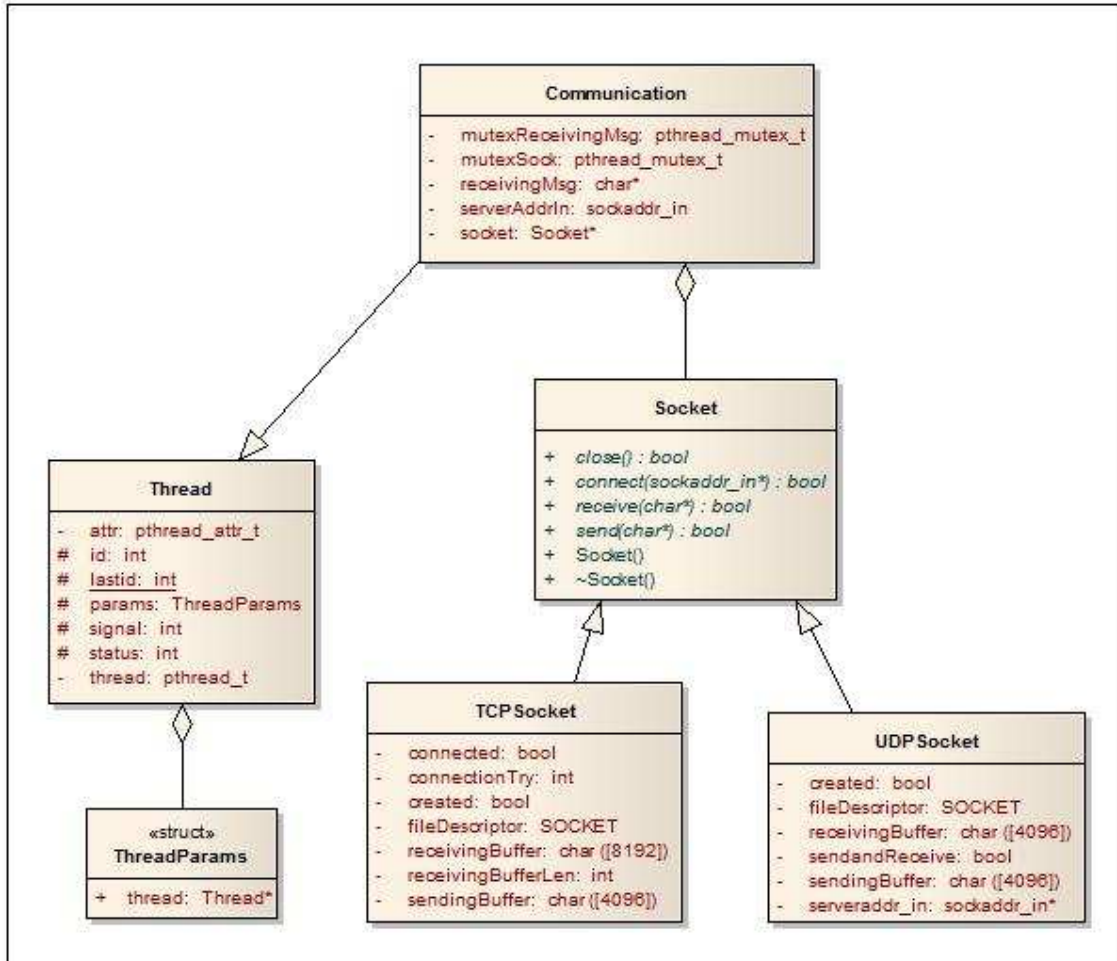 Communication
- mutexReceivingMsg: pthread_mutex_t
- mutexSock: pthread_mutex_t
- receivingMsg: char*
- serverAddrIn: sockaddr_in
- socket: Socket*
Socket
+ close() : bool
+ connect(sockaddr_in*) : bool
+ receive(char*) : bool
+ send(char*) : bool
+ Socket()
+ ~Socket()
Thread
- attr: pthread_attr_t
# id: int
# lastid: int
# params: ThreadParams
# signal: int
# status: int
- thread: pthread_t
TCPSocket
- connected: bool
- connectionTry: int
- created: bool
- fileDescriptor: SOCKET
- receivingBuffer: char ([8192])
- receivingBufferLen: int
- sendingBuffer: char ([4096])
UDPSocket
- created: bool
- fileDescriptor: SOCKET
- receivingBuffer: char ([4096])
- sendandReceive: bool
- sendingBuffer: char ([4096])
- serveraddr_in: sockaddr_in*
«struct»
ThreadParams
+ thread: Thread*